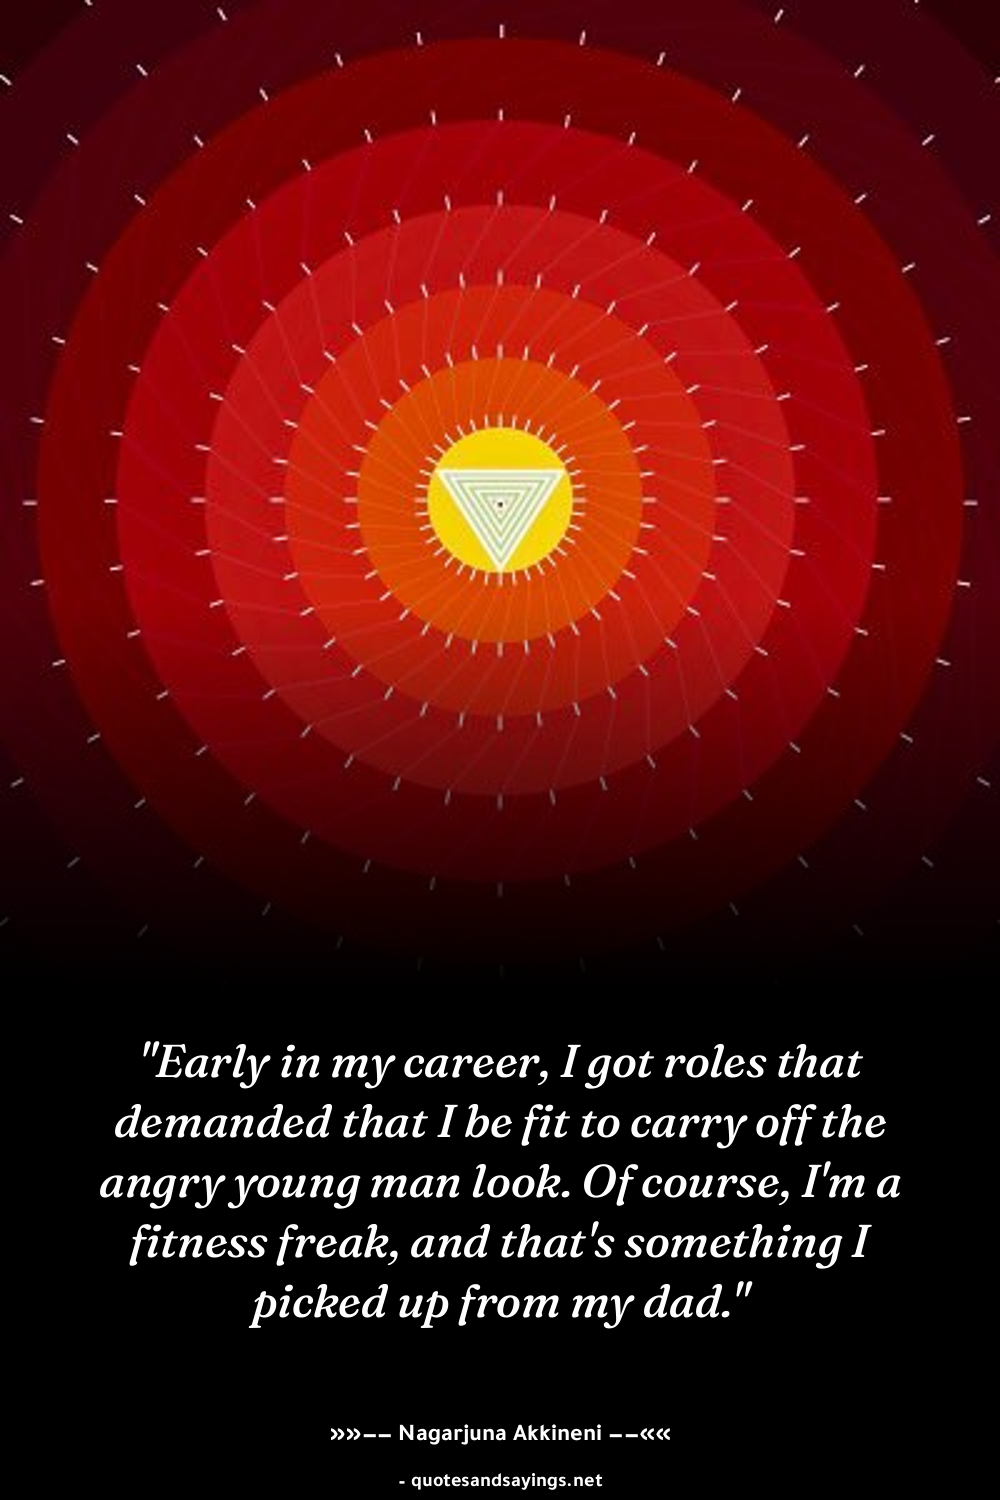 "Early in my career, I got roles that
demanded that I be fit to carry off the
angry young man look. Of course, I'm a
fitness freak, and that's something I
picked up from my dad."
»»–– Nagarjuna Akkineni ––««
- quotesandsayings.net